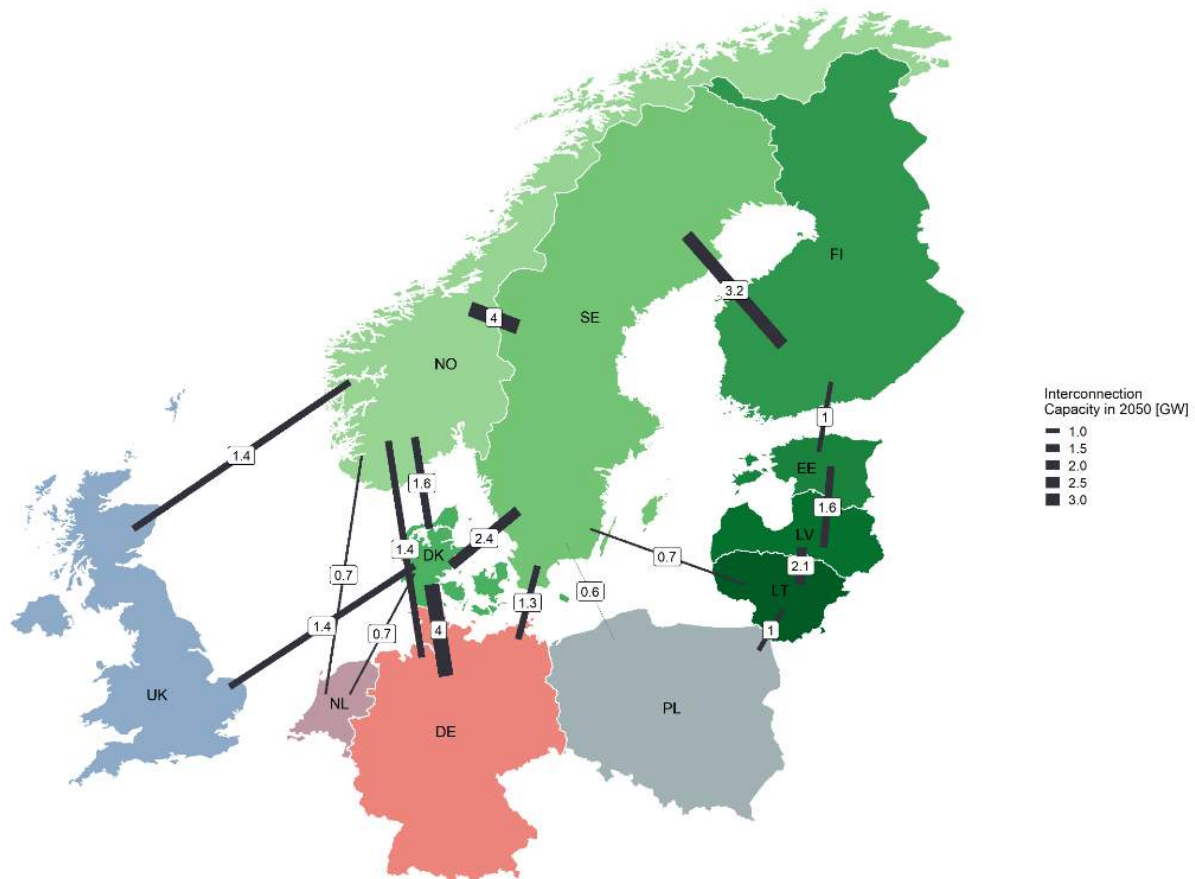 FI
3.2
SE
4
NO
1
Interconnection
Capacity in 2050 [GW]
1.0
1.5
2.0
2.5
3.0
1.4
EE
1.6
1.6
LV
2.4
1.4
DK
0.7
2.1
0.7
LT
0.6
1.3
1.4
0.7
4
1
UK
NL
PL
DE